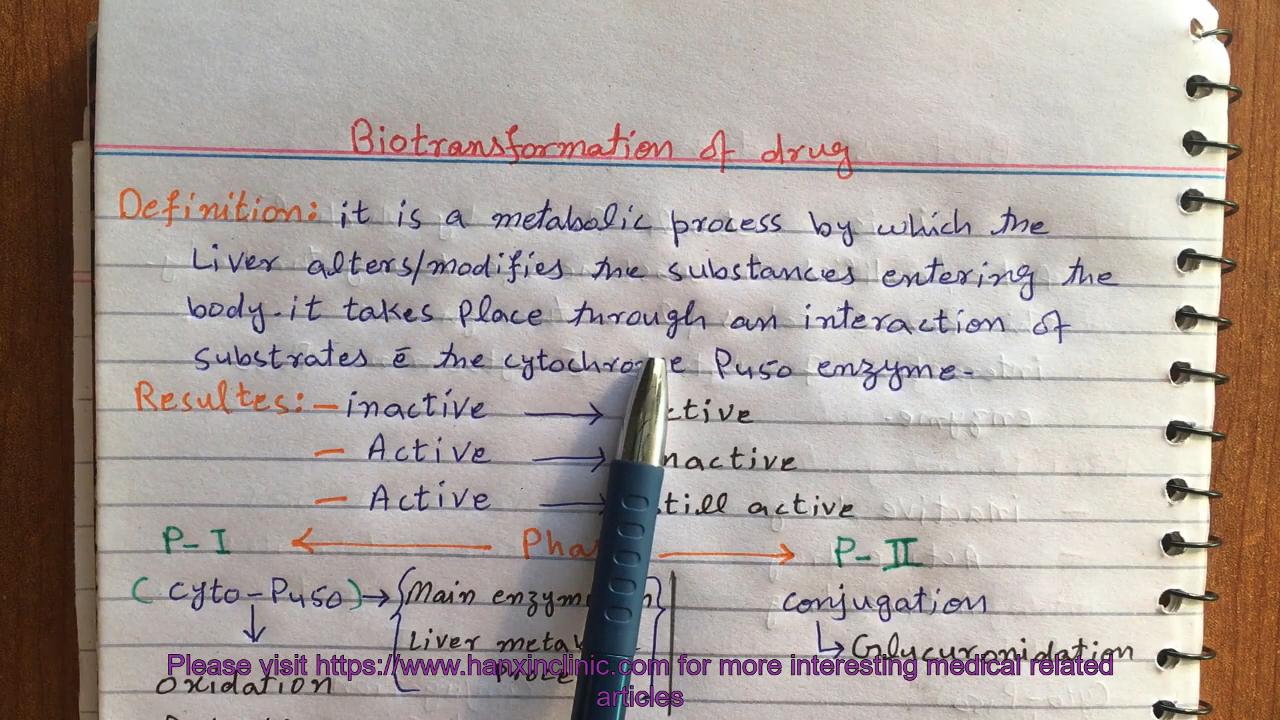 Biotransformation of drug
Definition: it is a metabolic process by which the
Liver alters/modifies the substances entering the
body. it takes place through an interaction of
substrates c̄ the cytochrome P450 enzyme.
Resultes: - inactive → ctive
- Active → nactive
- Active → till active
P-I ← Pha → P-II
(cyto-P450) → {Main enzym
conjugation
Liver meta
↳ Glycuronidation
oxidation
Please visit https://www.hanxinclinic.com for more interesting medical related
articles